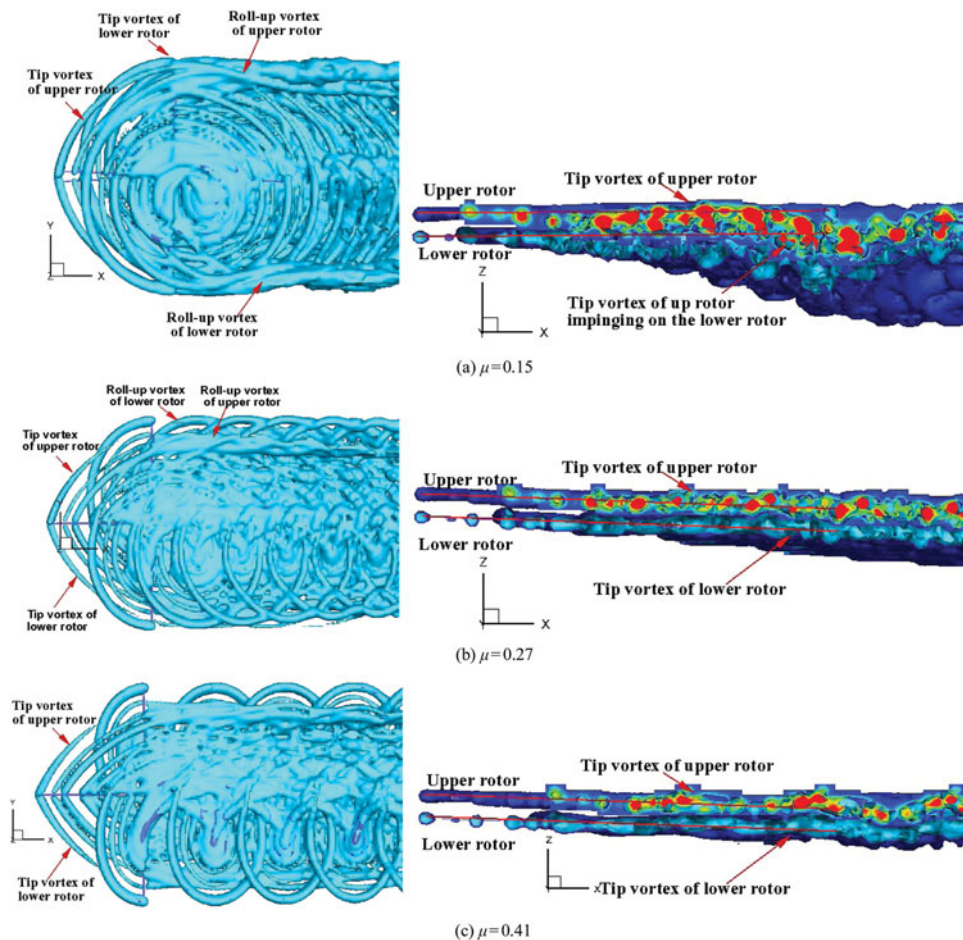 Tip vortex of
lower rotor
Roll-up vortex
of upper rotor
Tip vortex
of upper rotor
Y
Z
X
Roll-up vortex
of lower rotor
Tip vortex of upper rotor
Upper rotor
Lower rotor
Z
Y
X
Tip vortex of up rotor
impinging on the lower rotor
(a) μ=0.15
Roll-up vortex
of lower rotor
Roll-up vortex
of upper rotor
Tip vortex
of upper rotor
Tip vortex of
lower rotor
Tip vortex of upper rotor
Upper rotor
Lower rotor
Z
Y
X
Tip vortex of lower rotor
(b) μ=0.27
Tip vortex
of upper rotor
Y
Z
X
Tip vortex of
lower rotor
Tip vortex of upper rotor
Upper rotor
Lower rotor
Z
X
Tip vortex of lower rotor
(c) μ=0.41